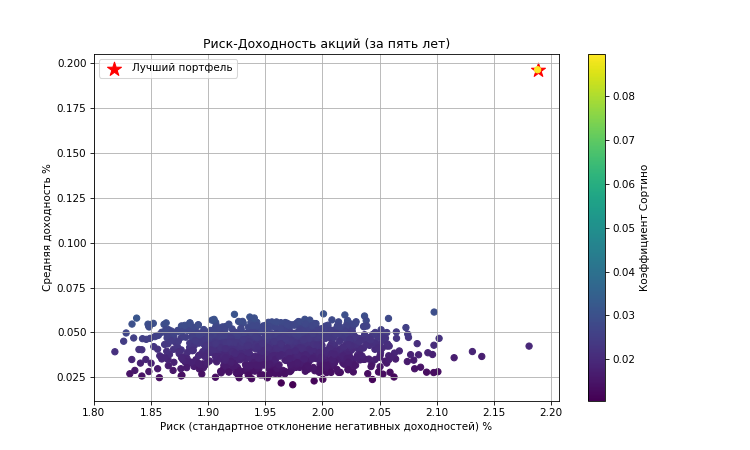 Риск-Доходность акций (за пять лет)
Лучший портфель
0.200
0.175
0.150
0.125
0.100
0.075
0.050
0.025
Средняя доходность %
1.80 1.85 1.90 1.95 2.00 2.05 2.10 2.15 2.20
Риск (стандартное отклонение негативных доходностей) %
0.08
0.07
0.06
0.05
0.04
0.03
0.02
Коэффициент Сортино